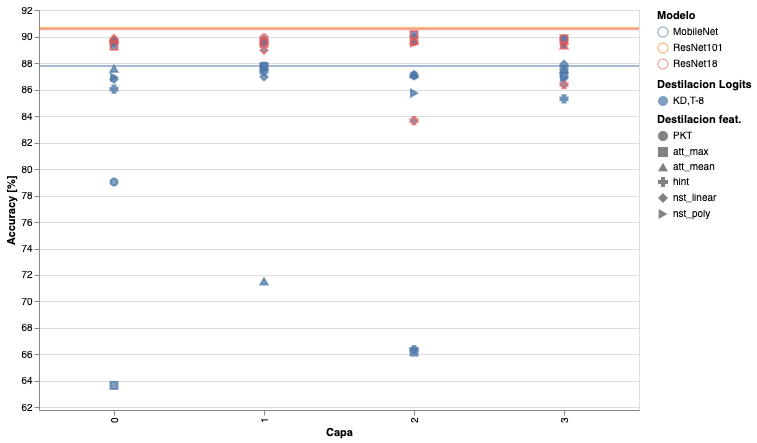 92
90
88
86
84
82
80
78
76
74
72
70
68
66
64
62
Accuracy [%]
0
1
2
3
Capa
Modelo
MobileNet
ResNet101
ResNet18
Destilacion Logits
KD,T-8
Destilacion feat.
PKT
att_max
att_mean
hint
nst_linear
nst_poly